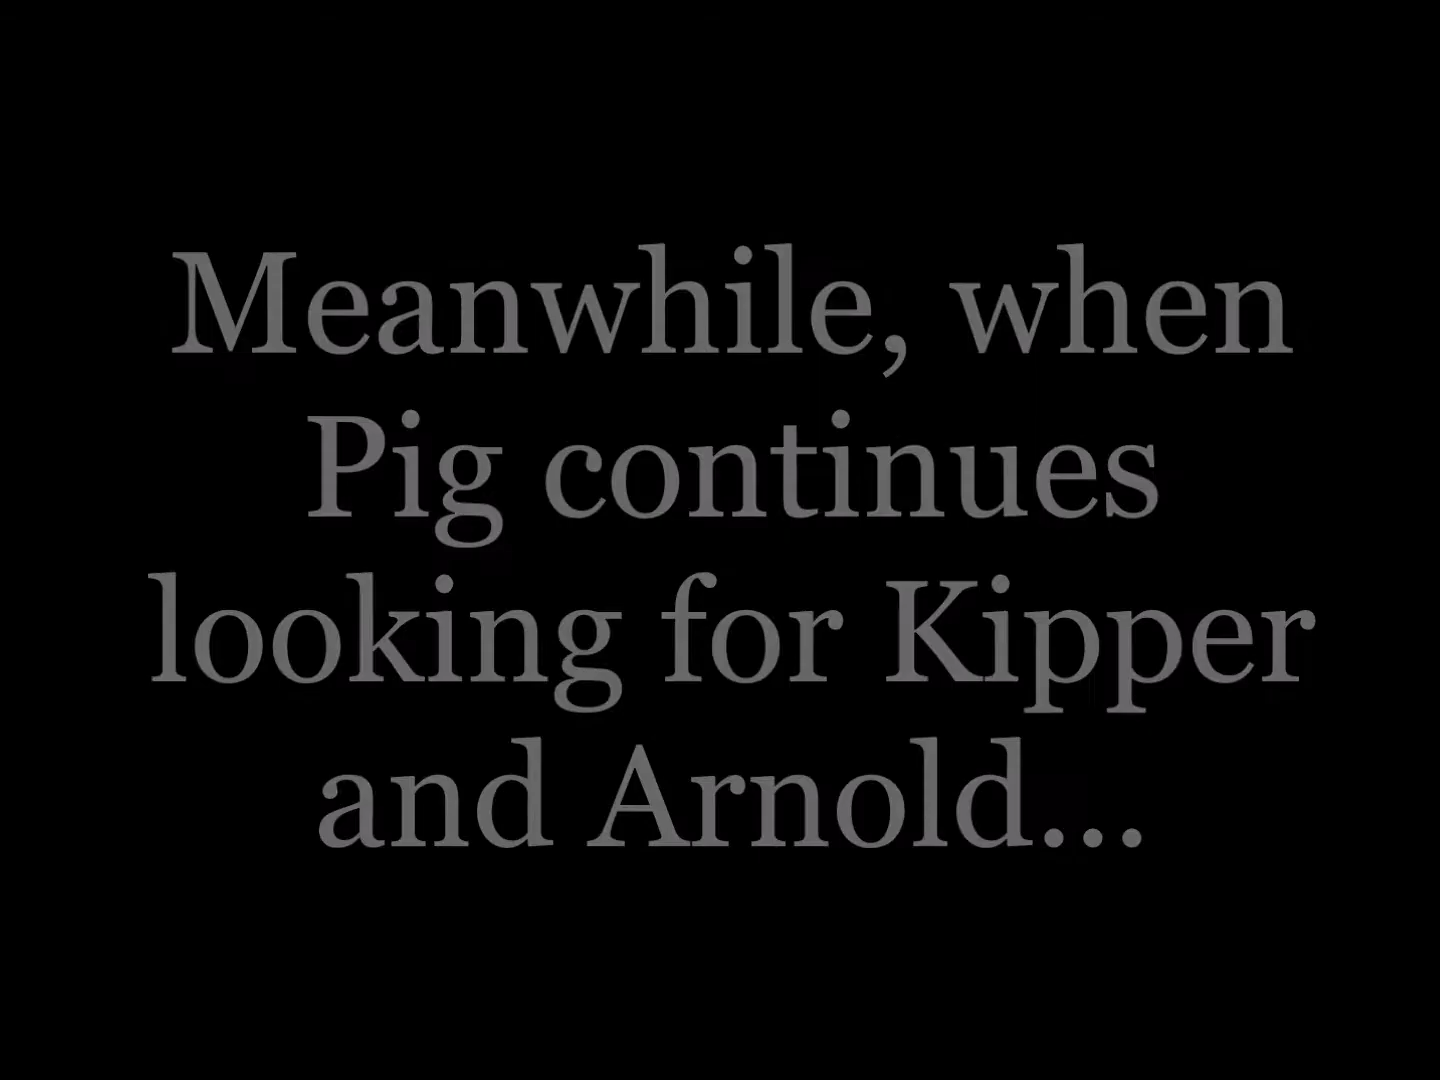 Meanwhile, when
Pig continues
looking for Kipper
and Arnold...